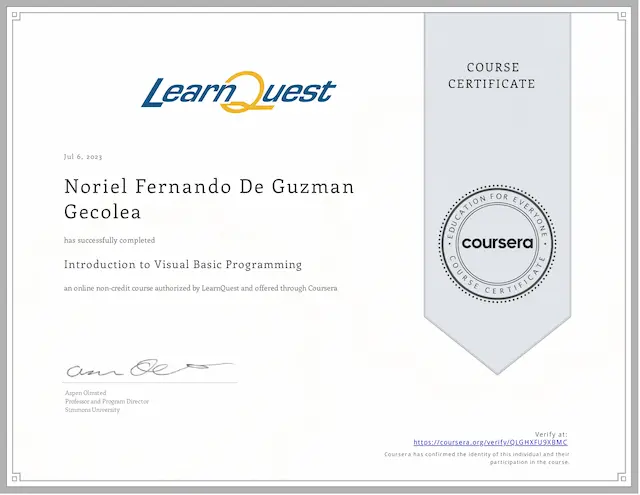 COURSE
CERTIFICATE
LearnQuest
Jul 6, 2023
Noriel Fernando De Guzman
Gecolea
has successfully completed
Introduction to Visual Basic Programming
an online non-credit course authorized by LearnQuest and offered through Coursera
EDUCATION FOR EVERYONE
coursera
COURSE CERTIFICATE
Aspen Olmsted
Professor and Program Director
Simmons University
Verify at:
https://coursera.org/verify/QLGHXFU9XBMC
Coursera has confirmed the identity of this individual and their
participation in the course.